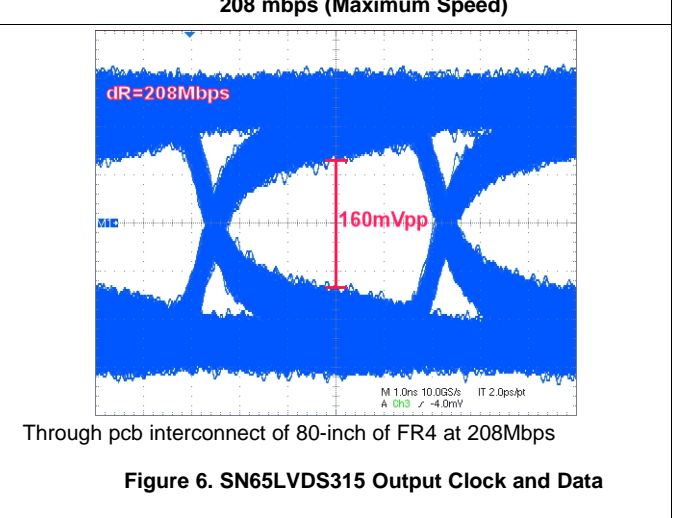 208 mbps (Maximum Speed)
dR=208Mbps
160mVpp
M 1.0ns 10.0GS/s IT 2.0ps/pt
A Ch3 -4.0mV
Through pcb interconnect of 80-inch of FR4 at 208Mbps
Figure 6. SN65LVDS315 Output Clock and Data